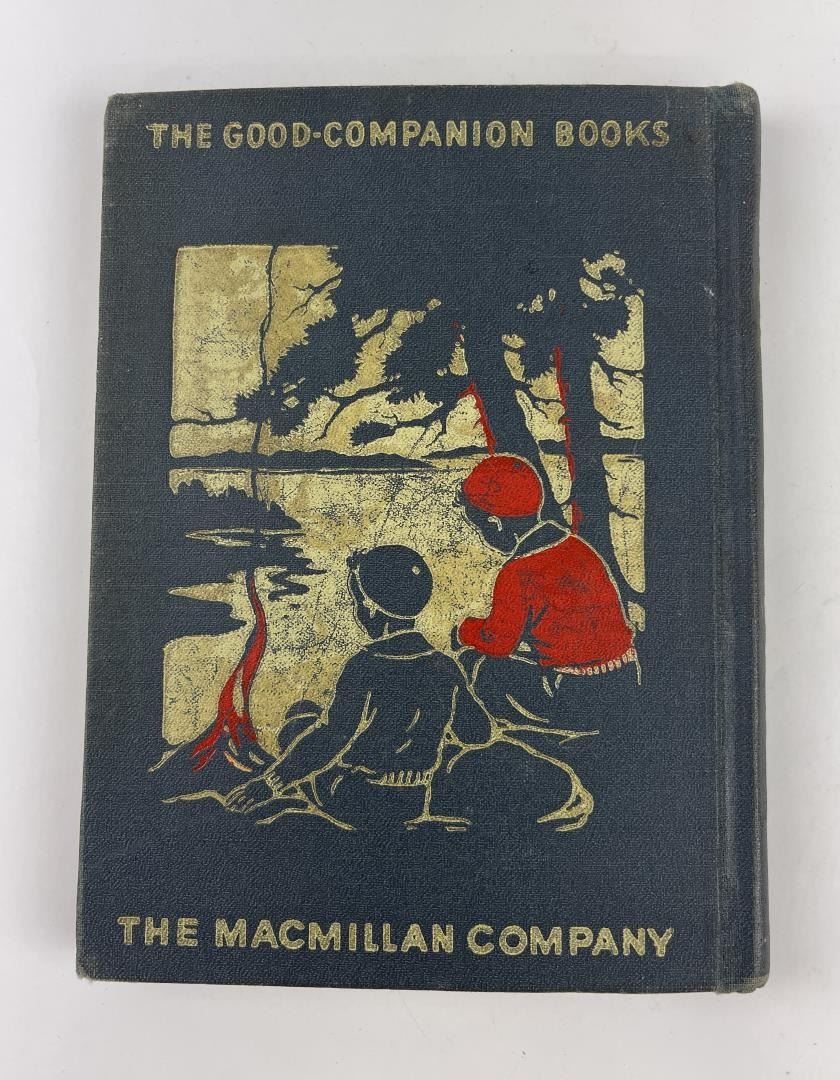 THE GOOD-COMPANION BOOKS
THE MACMILLAN COMPANY